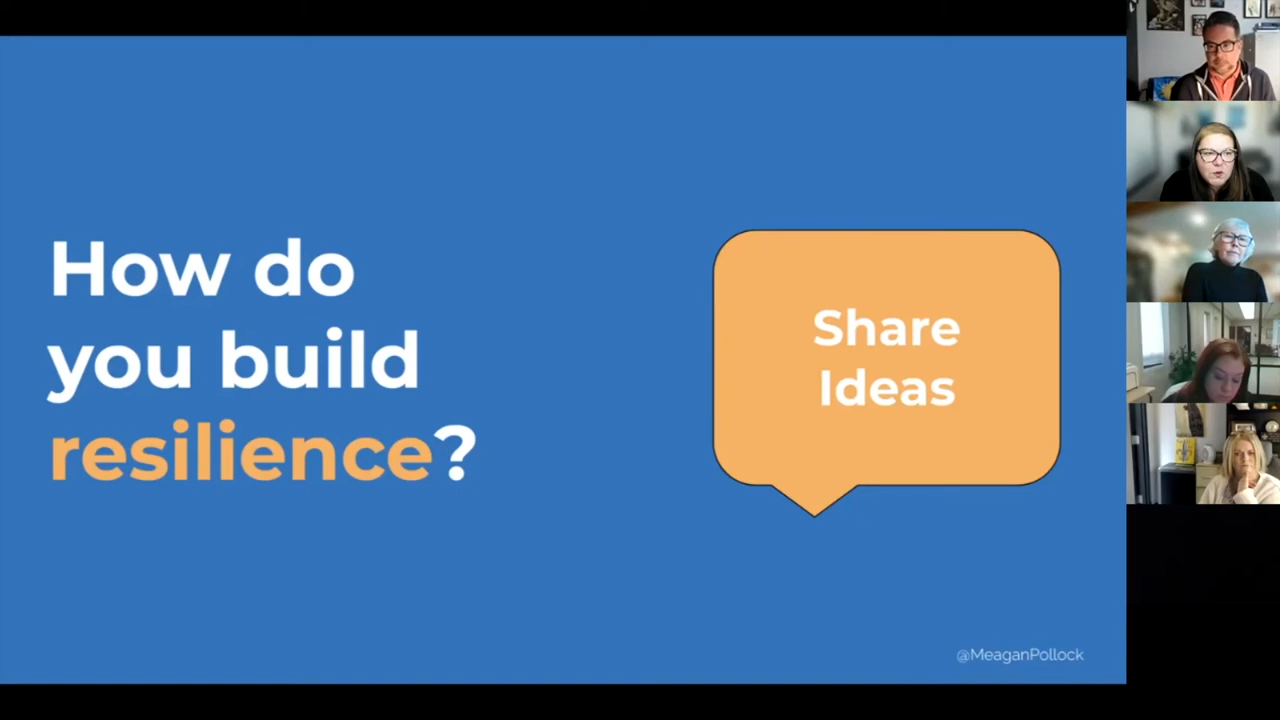 How do
you build
resilience?
Share
Ideas
@MeaganPollock